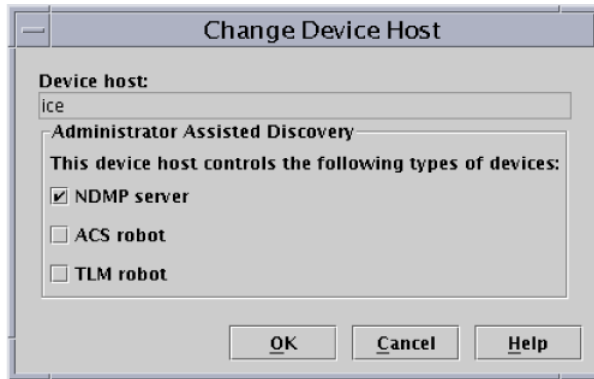 Change Device Host
Device host:
ice
Administrator Assisted Discovery
This device host controls the following types of devices:
NDMP server
ACS robot
TLM robot
OK Cancel Help